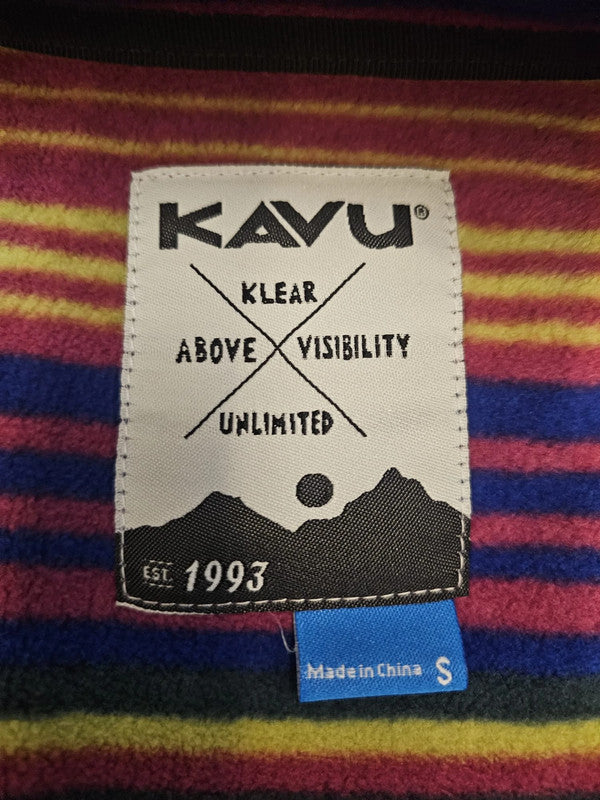 KAVU®
KLEAR
ABOVE VISIBILITY
UNLIMITED
EST. 1993
Made in China S